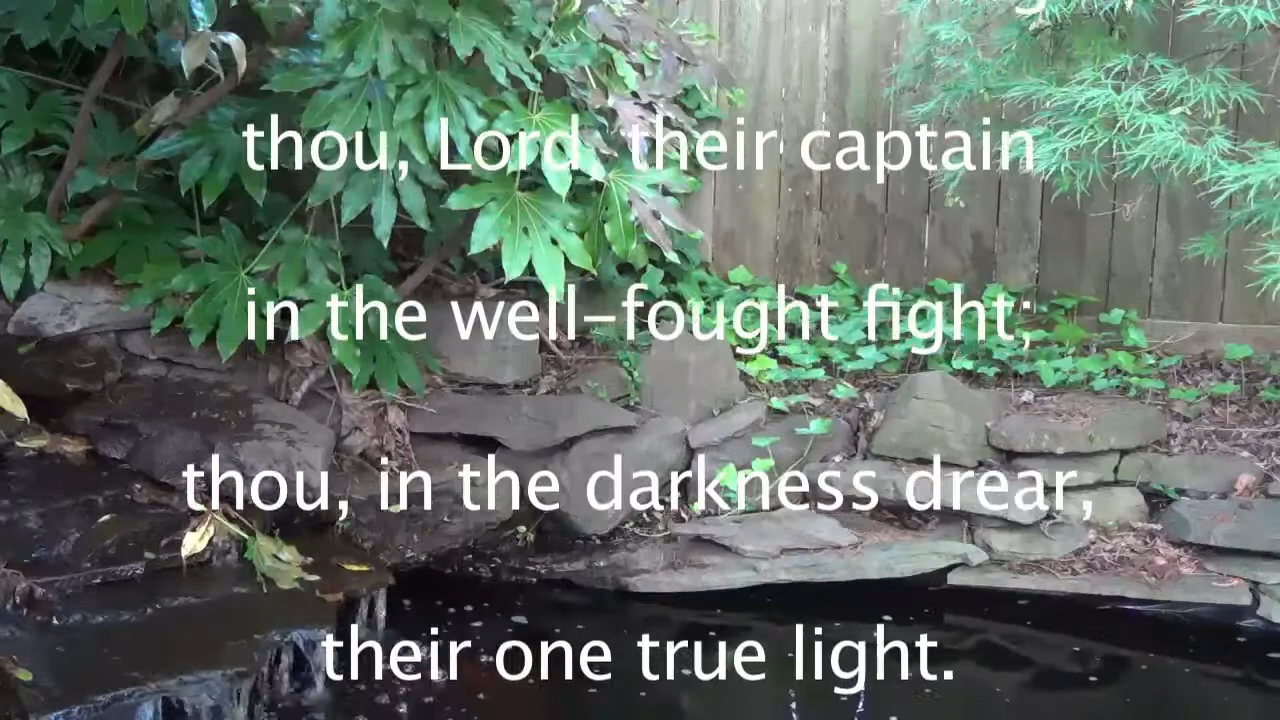 thou, Lord, their captain
in the well-fought fight;
thou, in the darkness drear,
their one true light.